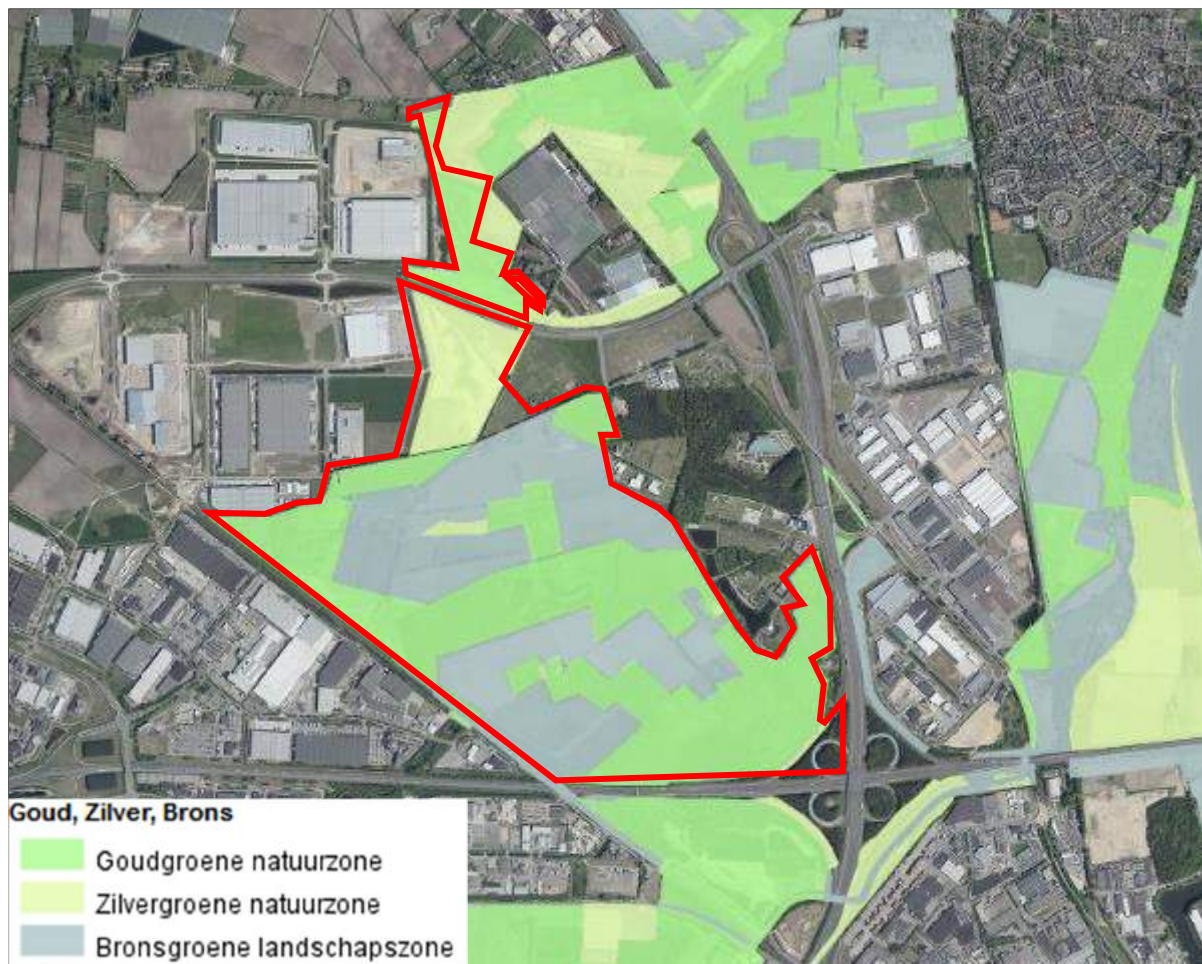 Goud, Zilver, Brons
Goudgroene natuurzone
Zilvergroene natuurzone
Bronsgroene landschapszone